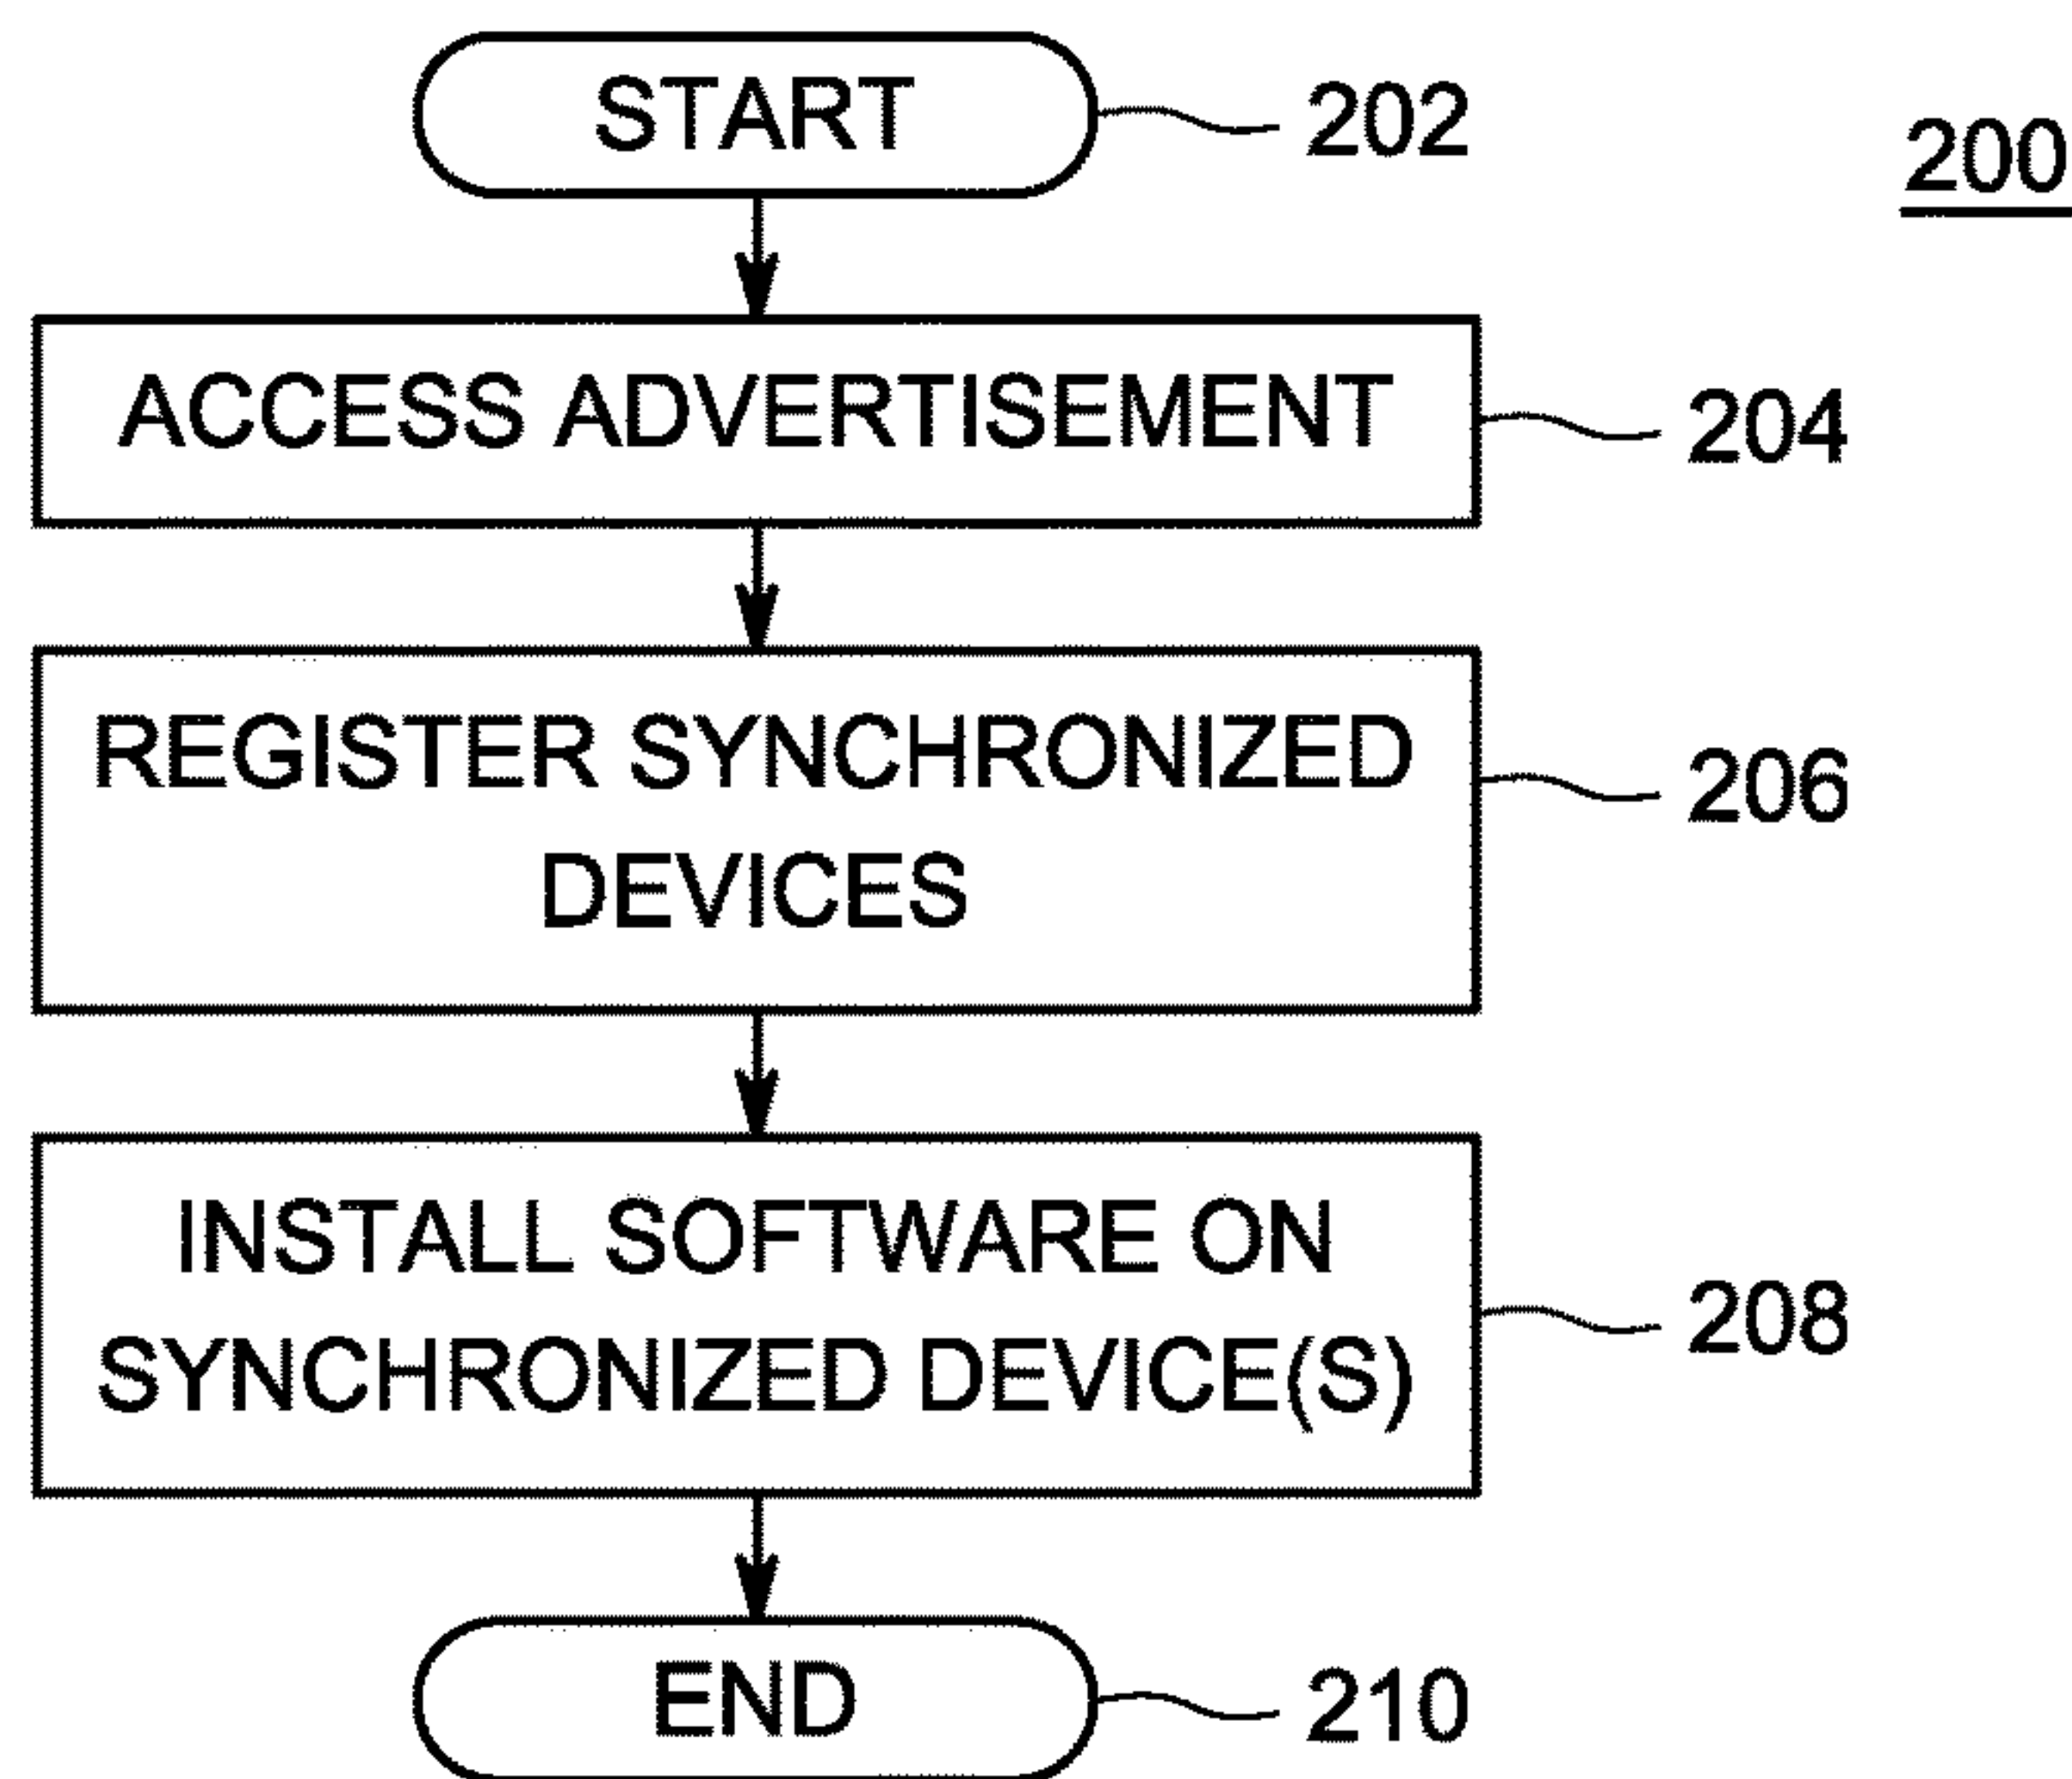 START
202
200
ACCESS ADVERTISEMENT
204
REGISTER SYNCHRONIZED
DEVICES
206
INSTALL SOFTWARE ON
SYNCHRONIZED DEVICE(S)
208
END
210